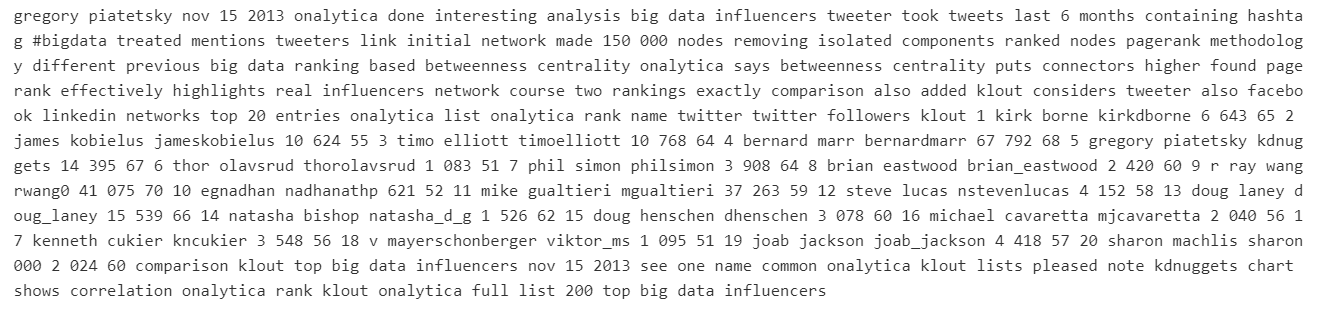 gregory piatetsky nov 15 2013 onalytica done interesting analysis big data influencers tweeter took tweets last 6 months containing hashta
g #bigdata treated mentions tweeters link initial network made 150 000 nodes removing isolated components ranked nodes pagerank methodolog
y different previous big data ranking based betweenness centrality onalytica says betweenness centrality puts connectors higher found page
rank effectively highlights real influencers network course two rankings exactly comparison also added klout considers tweeter also facebo
ok linkedin networks top 20 entries onalytica list onalytica rank name twitter twitter followers klout 1 kirk borne kirkdborne 6 643 65 2
james kobielus jameskobielus 10 624 55 3 timo elliott timoelliott 10 768 64 4 bernard marr bernardmarr 67 792 68 5 gregory piatetsky kdnug
gets 14 395 67 6 thor olavsrud thorolavsrud 1 083 51 7 phil simon philsimon 3 908 64 8 brian eastwood brian_eastwood 2 420 60 9 r ray wang
rwang0 41 075 70 10 egnadhan nadhanathp 621 52 11 mike gualtieri mgualtieri 37 263 59 12 steve lucas nstevenlucas 4 152 58 13 doug laney d
oug_laney 15 539 66 14 natasha bishop natasha_d_g 1 526 62 15 doug henschen dhenschen 3 078 60 16 michael cavaretta mjcavaretta 2 040 56 1
7 kenneth cukier kncukier 3 548 56 18 v mayerschonberger viktor_ms 1 095 51 19 joab jackson joab_jackson 4 418 57 20 sharon machlis sharon
000 2 024 60 comparison klout top big data influencers nov 15 2013 see one name common onalytica klout lists pleased note kdnuggets chart
shows correlation onalytica rank klout onalytica full list 200 top big data influencers